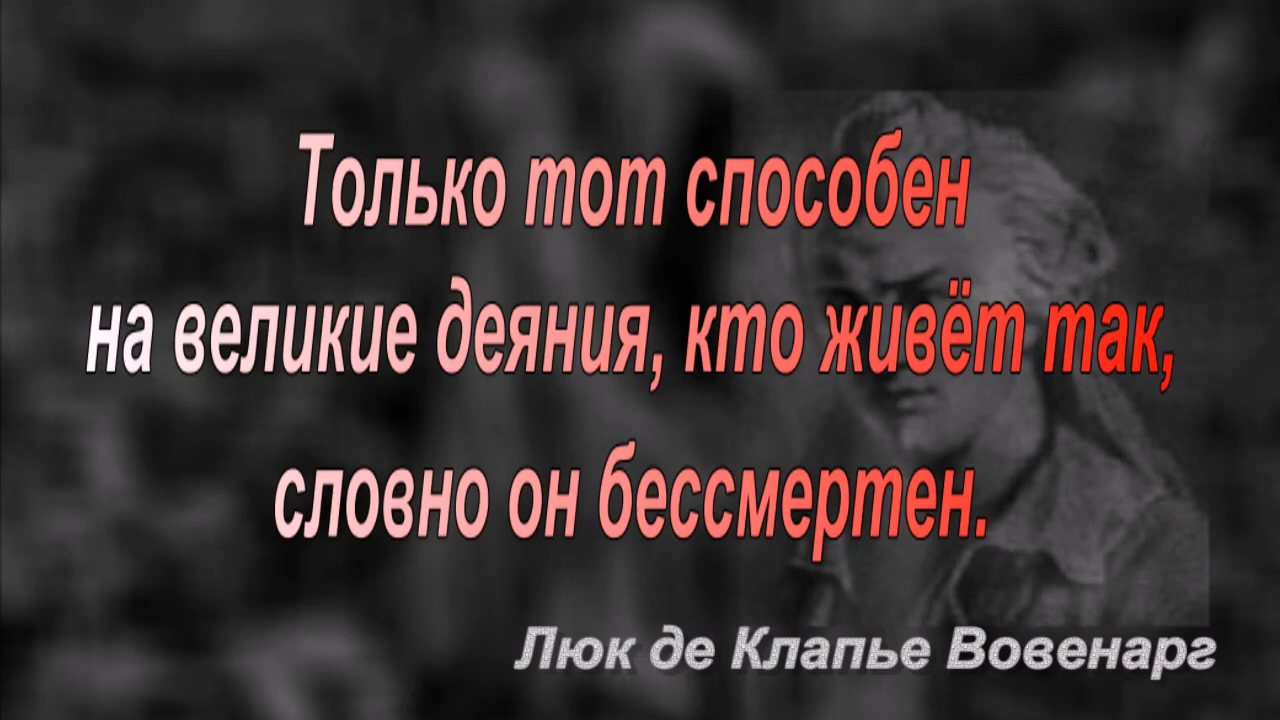 Только тот способен
на великие деяния, кто живёт так,
словно он бессмертен.
Люк де Клапье Вовенарг